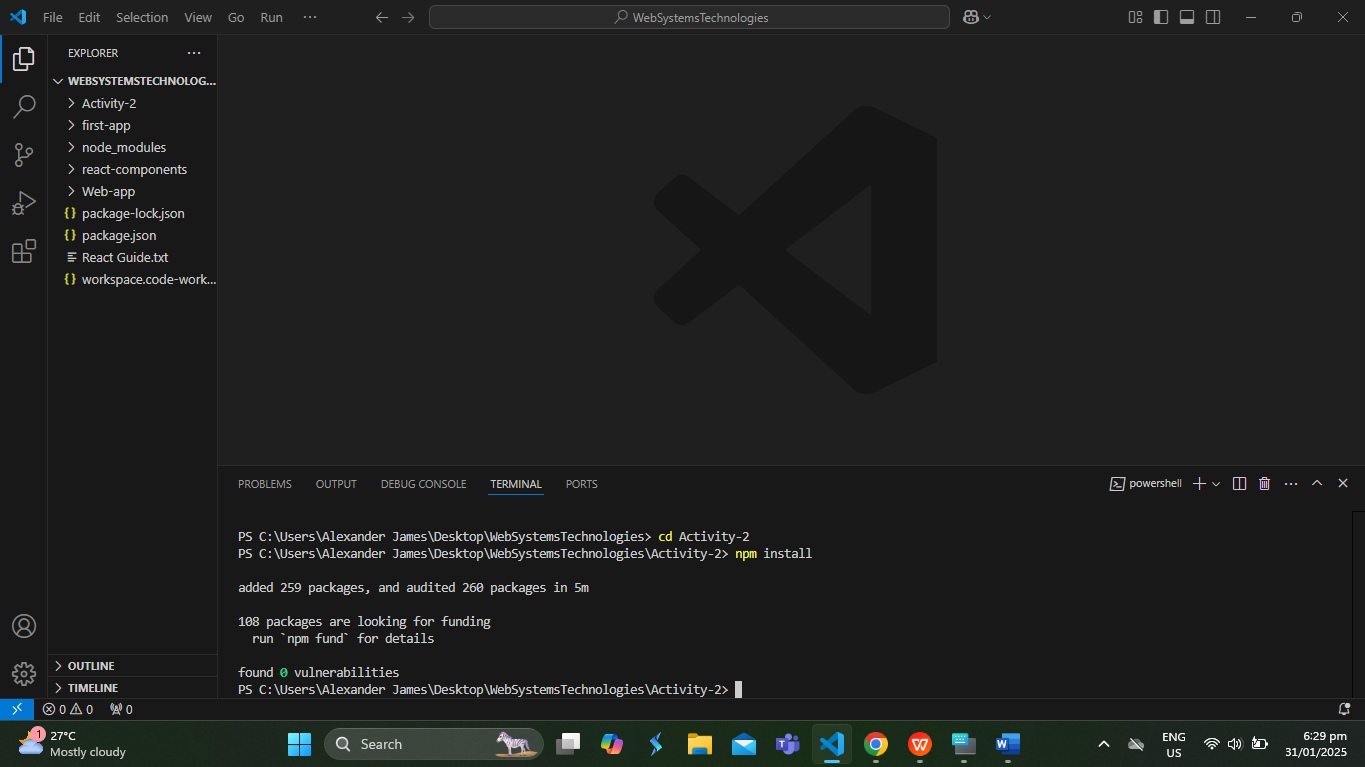 File Edit Selection View Go Run ···
WebSystemsTechnologies
EXPLORER ···
WEBSYSTEMSTECHNOLOG...
Activity-2
first-app
node_modules
react-components
Web-app
{} package-lock.json
{} package.json
React Guide.txt
{} workspace.code-work...
OUTLINE
TIMELINE
PROBLEMS OUTPUT DEBUG CONSOLE TERMINAL PORTS
powershell
PS C:\Users\Alexander James\Desktop\WebSystemsTechnologies> cd Activity-2
PS C:\Users\Alexander James\Desktop\WebSystemsTechnologies\Activity-2> npm install
added 259 packages, and audited 260 packages in 5m
108 packages are looking for funding
run `npm fund` for details
found 0 vulnerabilities
PS C:\Users\Alexander James\Desktop\WebSystemsTechnologies\Activity-2>
0 0 0
1
27°C
Mostly cloudy
Search
ENG
US
6:29 pm
31/01/2025